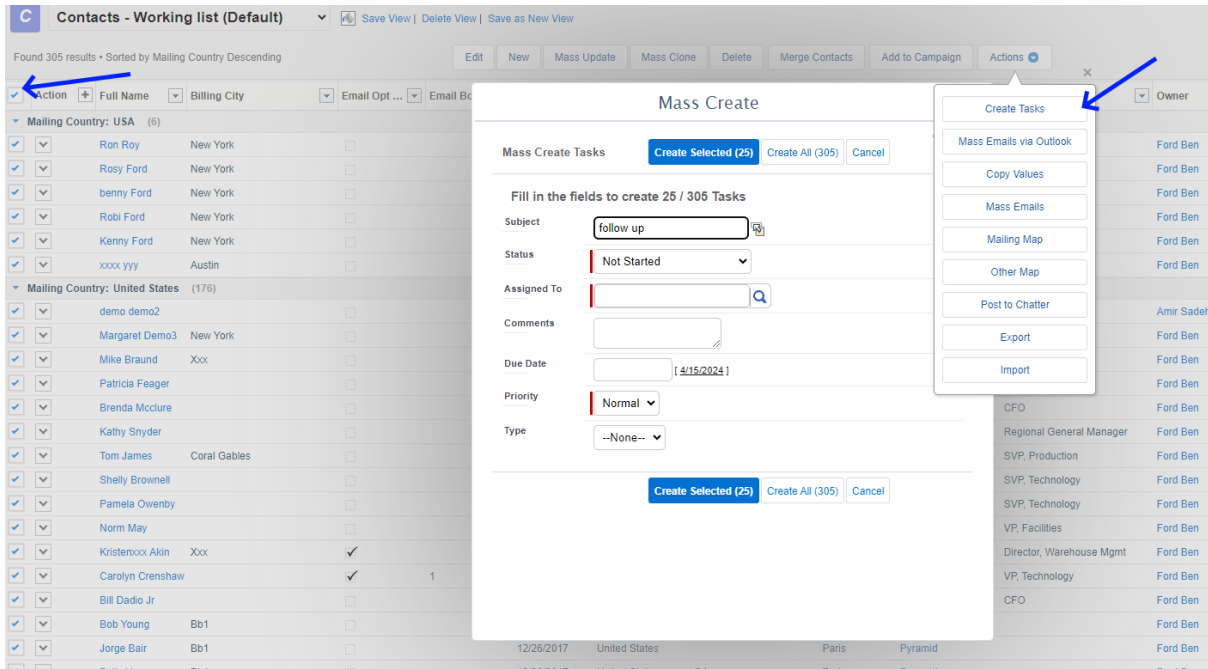 C Contacts - Working list (Default) Save View | Delete View | Save as New View
Found 305 results • Sorted by Mailing Country Descending Edit New Mass Update Mass Clone Delete Merge Contacts Add to Campaign Actions
Action + Full Name Billing City Email Opt ... Email Bo Owner
Mailing Country: USA (6)
Ron Roy New York Ford Ben
Rosy Ford New York Ford Ben
benny Ford New York Ford Ben
Robi Ford New York Ford Ben
Kenny Ford New York Ford Ben
xxxx yyy Austin Ford Ben
Mailing Country: United States (176)
demo demo2 Amir Sadeh
Margaret Demo3 New York Ford Ben
Mike Braund Xxx Ford Ben
Patricia Feager Ford Ben
Brenda Mcclure CFO Ford Ben
Kathy Snyder Regional General Manager Ford Ben
Tom James Coral Gables SVP, Production Ford Ben
Shelly Brownell SVP, Technology Ford Ben
Pamela Owenby SVP, Technology Ford Ben
Norm May VP, Facilities Ford Ben
Kristenxxx Akin Xxx Director, Warehouse Mgmt Ford Ben
Carolyn Crenshaw 1 VP, Technology Ford Ben
Bill Dadio Jr CFO Ford Ben
Bob Young Bb1 Ford Ben
Jorge Bair Bb1 12/26/2017 United States Paris Pyramid Ford Ben
Mass Create
Mass Create Tasks Create Selected (25) Create All (305) Cancel
Fill in the fields to create 25 / 305 Tasks
Subject follow up
Status Not Started
Assigned To
Comments
Due Date [ 4/15/2024 ]
Priority Normal
Type --None--
Create Selected (25) Create All (305) Cancel
Create Tasks
Mass Emails via Outlook
Copy Values
Mass Emails
Mailing Map
Other Map
Post to Chatter
Export
Import